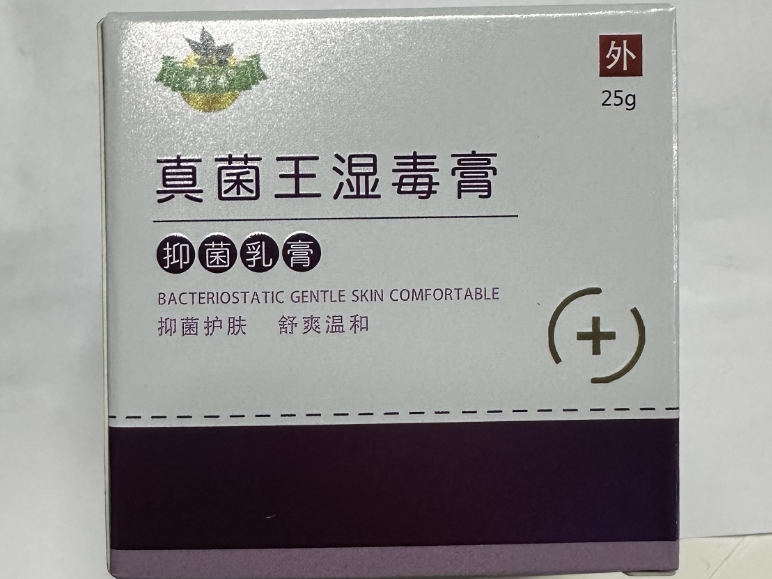 外
25g
真菌王湿毒膏
抑菌乳膏
BACTERIOSTATIC GENTLE SKIN COMFORTABLE
抑菌护肤 舒爽温和